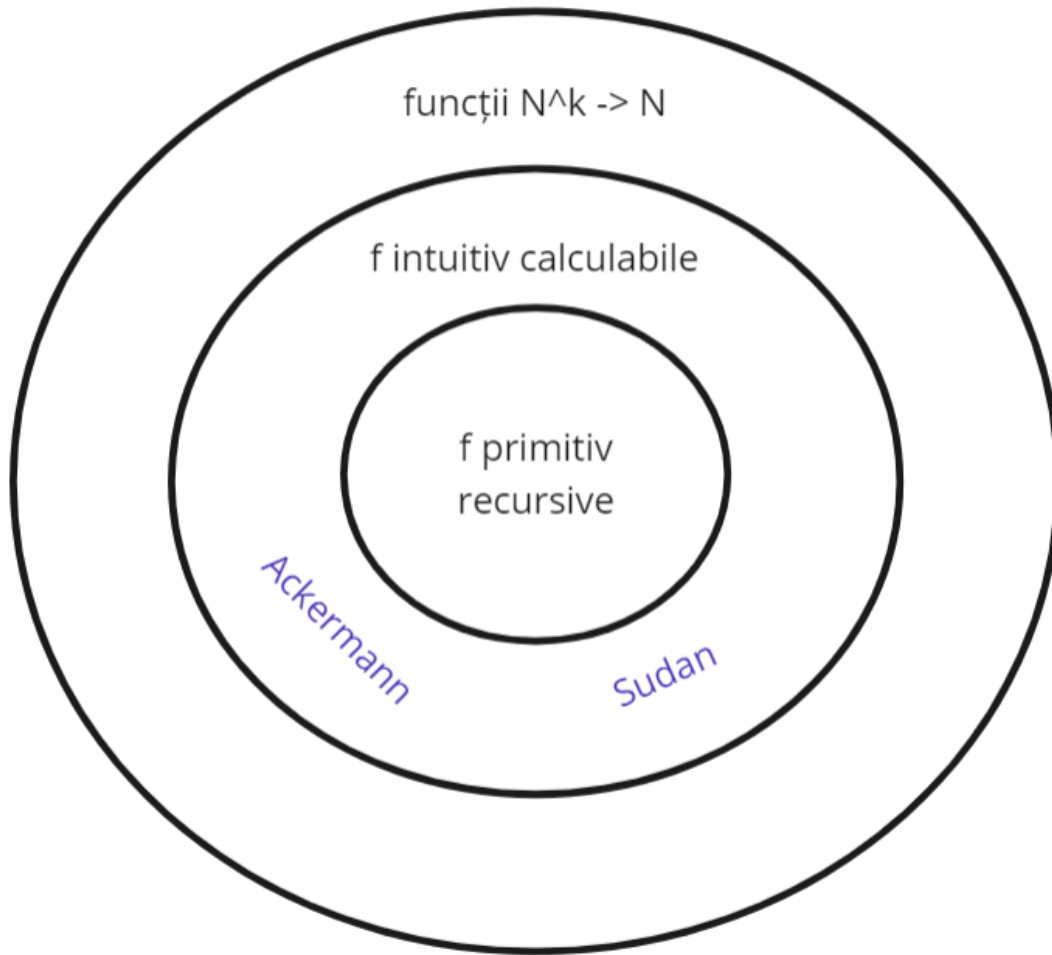 funcții N^k -> N
f intuitiv calculabile
f primitiv
recursive
Ackermann
Sudan